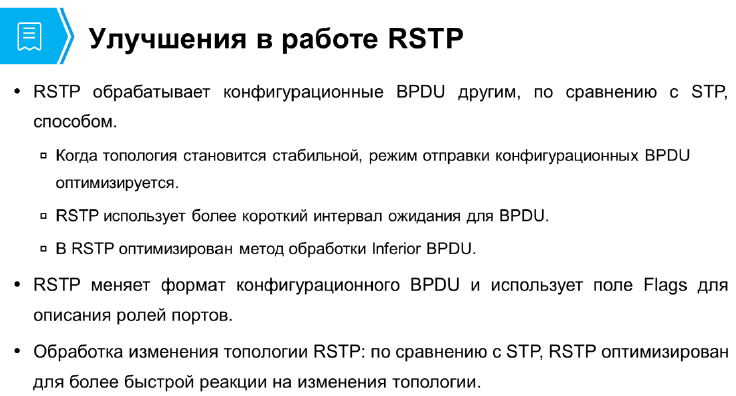 Улучшения в работе RSTP
• RSTP обрабатывает конфигурационные BPDU другим, по сравнению с STP,
способом.
▫ Когда топология становится стабильной, режим отправки конфигурационных BPDU
оптимизируется.
▫ RSTP использует более короткий интервал ожидания для BPDU.
▫ В RSTP оптимизирован метод обработки Inferior BPDU.
• RSTP меняет формат конфигурационного BPDU и использует поле Flags для
описания ролей портов.
• Обработка изменения топологии RSTP: по сравнению с STP, RSTP оптимизирован
для более быстрой реакции на изменения топологии.